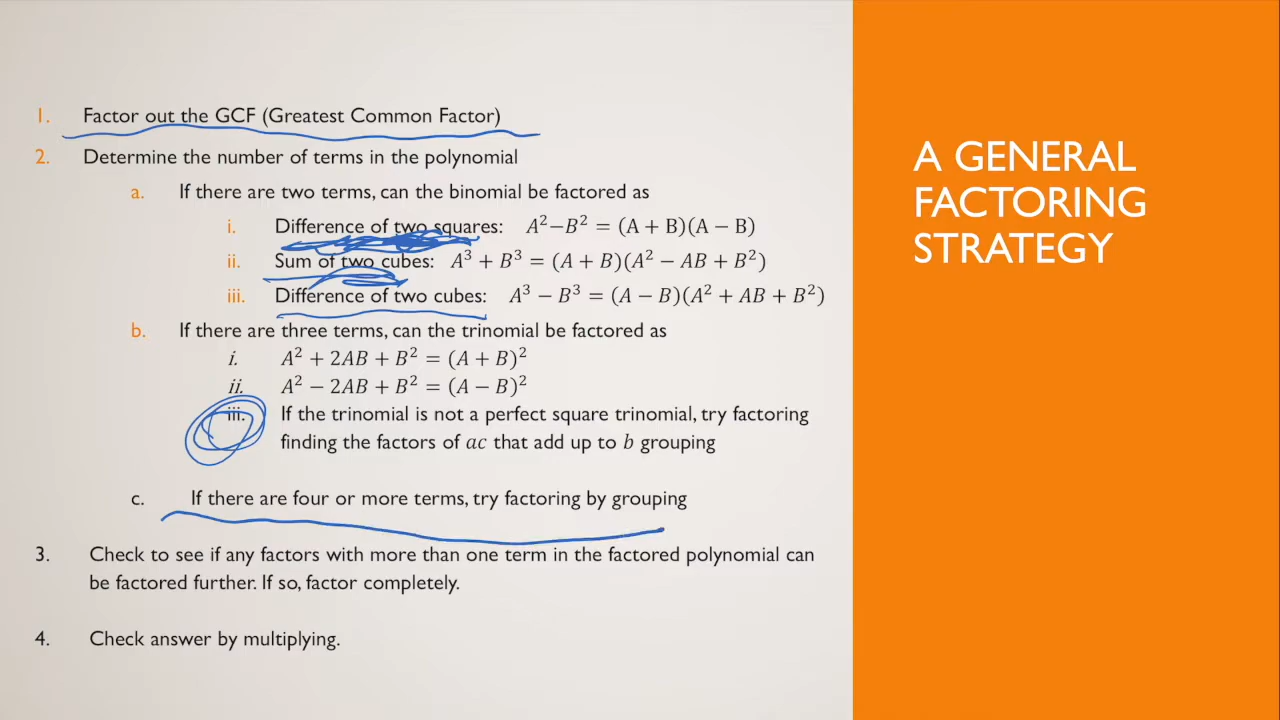 1. Factor out the GCF (Greatest Common Factor)
2. Determine the number of terms in the polynomial
a. If there are two terms, can the binomial be factored as
i. Difference of two squares: A²−B² = (A + B)(A − B)
ii. Sum of two cubes: A³ + B³ = (A + B)(A² − AB + B²)
iii. Difference of two cubes: A³ − B³ = (A − B)(A² + AB + B²)
b. If there are three terms, can the trinomial be factored as
i. A² + 2AB + B² = (A + B)²
ii. A² − 2AB + B² = (A − B)²
iii. If the trinomial is not a perfect square trinomial, try factoring
finding the factors of ac that add up to b grouping
c. If there are four or more terms, try factoring by grouping
3. Check to see if any factors with more than one term in the factored polynomial can
be factored further. If so, factor completely.
4. Check answer by multiplying.
A GENERAL
FACTORING
STRATEGY